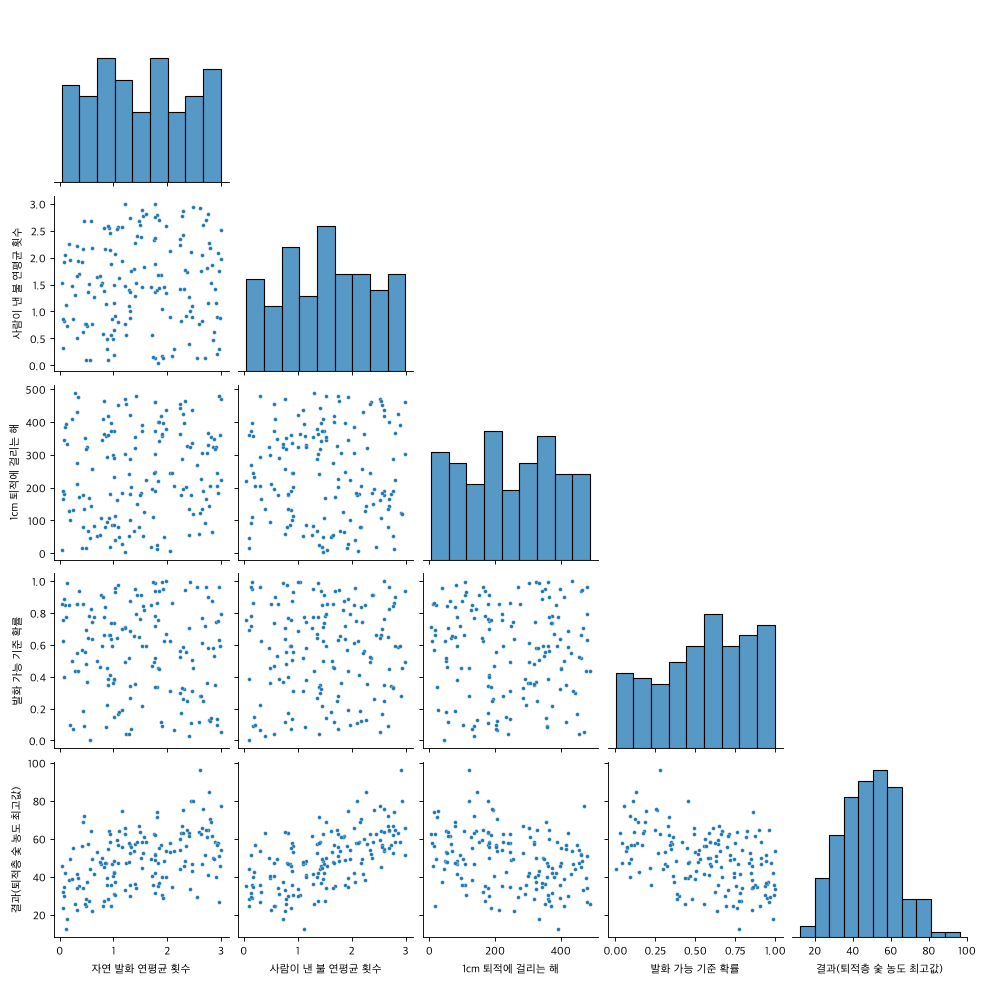 3.0
2.5
2.0
1.5
1.0
0.5
0.0
사람이 낸 불 연평균 횟수
500
400
300
200
100
0
1cm 퇴적에 걸리는 해
1.0
0.8
0.6
0.4
0.2
0.0
발화 가능 기준 확률
100
80
60
40
20
결과(퇴적층 숯 농도 최고값)
0 1 2 3
자연 발화 연평균 횟수
0 1 2 3
사람이 낸 불 연평균 횟수
0 200 400
1cm 퇴적에 걸리는 해
0.00 0.25 0.50 0.75 1.00
발화 가능 기준 확률
20 40 60 80 100
결과(퇴적층 숯 농도 최고값)